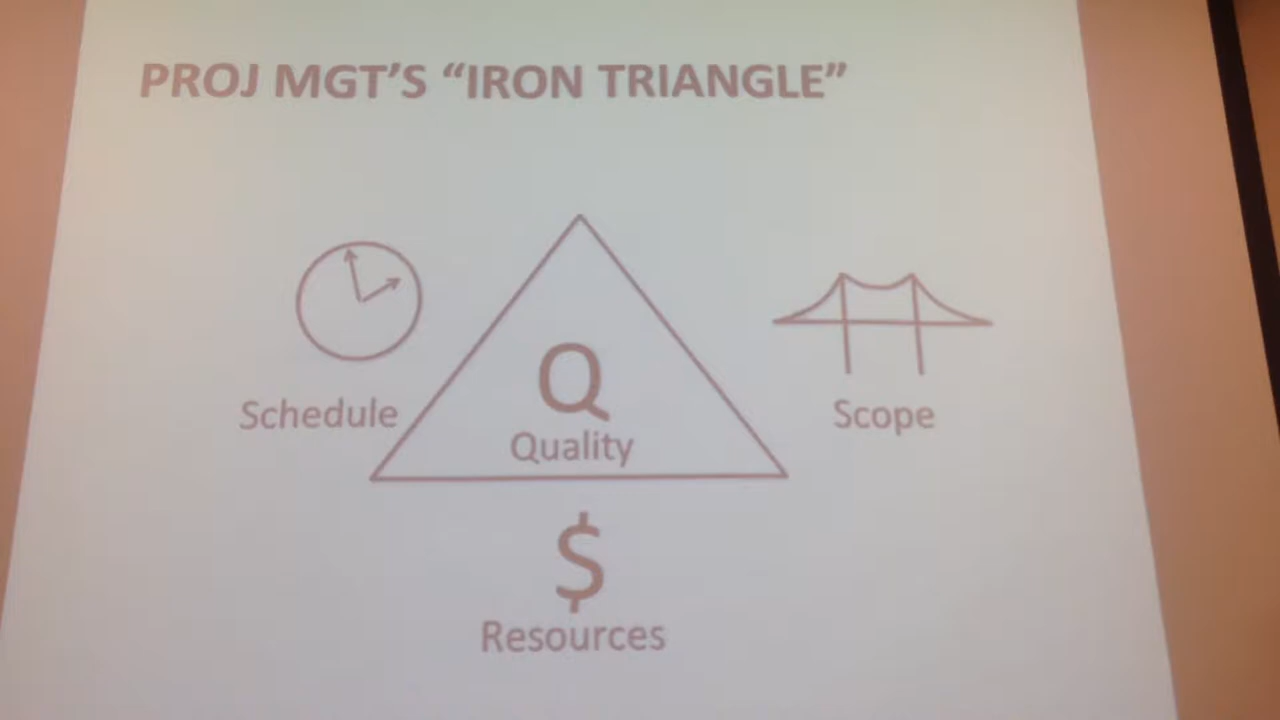 PROJ MGT'S “IRON TRIANGLE”
Schedule
Q
Quality
Scope
$
Resources